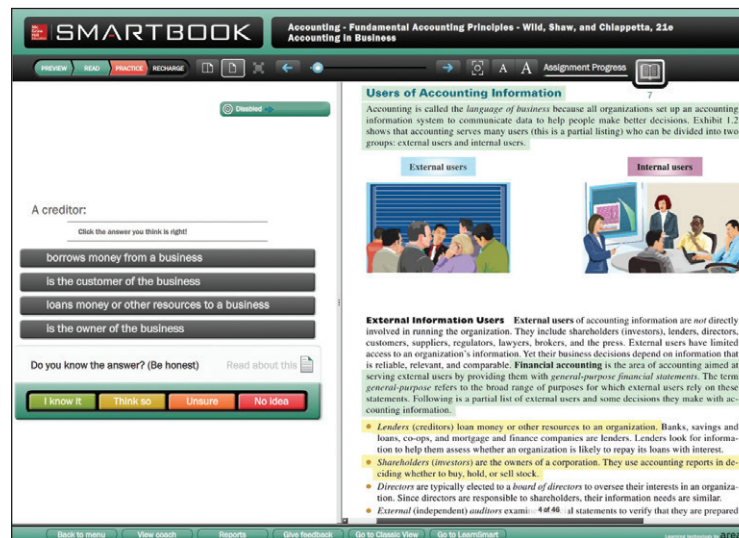 SMARTBOOK
Accounting - Fundamental Accounting Principles - Wild, Shaw, and Chiappetta, 21e
Accounting in Business
PREVIEW READ PRACTICE RECHARGE
A A Assignment Progress
7
Disabled
A creditor:
Click the answer you think is right!
borrows money from a business
is the customer of the business
loans money or other resources to a business
is the owner of the business
Do you know the answer? (Be honest)
Read about this
I know it Think so Unsure No idea
Users of Accounting Information
Accounting is called the language of business because all organizations set up an accounting
information system to communicate data to help people make better decisions. Exhibit 1.2
shows that accounting serves many users (this is a partial listing) who can be divided into two
groups: external users and internal users.
External users Internal users
External Information Users External users of accounting information are not directly
involved in running the organization. They include shareholders (investors), lenders, directors,
customers, suppliers, regulators, lawyers, brokers, and the press. External users have limited
access to an organization's information. Yet their business decisions depend on information that
is reliable, relevant, and comparable. Financial accounting is the area of accounting aimed at
serving external users by providing them with general-purpose financial statements. The term
general-purpose refers to the broad range of purposes for which external users rely on these
statements. Following is a partial list of external users and some decisions they make with ac-
counting information.
• Lenders (creditors) loan money or other resources to an organization. Banks, savings and
loans, co-ops, and mortgage and finance companies are lenders. Lenders look for informa-
tion to help them assess whether an organization is likely to repay its loans with interest.
• Shareholders (investors) are the owners of a corporation. They use accounting reports in de-
ciding whether to buy, hold, or sell stock.
• Directors are typically elected to a board of directors to oversee their interests in an organiza-
tion. Since directors are responsible to shareholders, their information needs are similar.
• External (independent) auditors 4 of 46 statements to verify that they are prepared
Back to menu View coach Reports Give feedback Go to Classic View Go to LearnSmart